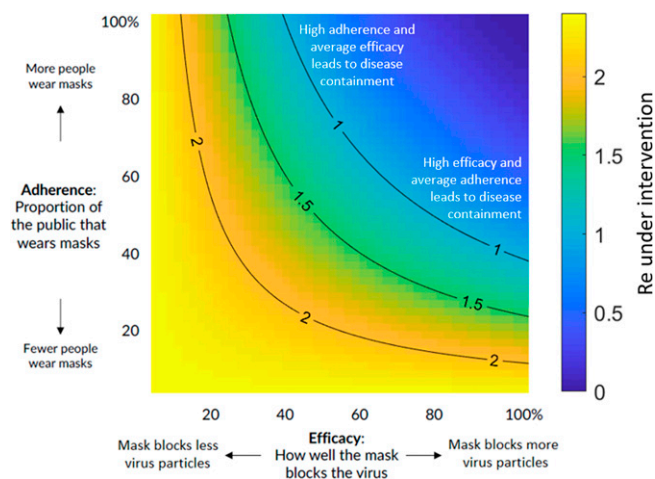 100%
80
60
40
20
More people
wear masks
Adherence:
Proportion of
the public that
wears masks
Fewer people
wear masks
High adherence and
average efficacy
leads to disease
containment
High efficacy and
average adherence
leads to disease
containment
2
2
2
1.5
1.5
1
1
20 40 60 80 100%
Mask blocks less
virus particles
Efficacy:
How well the mask
blocks the virus
Mask blocks more
virus particles
2
1.5
1
0.5
0
Re under intervention